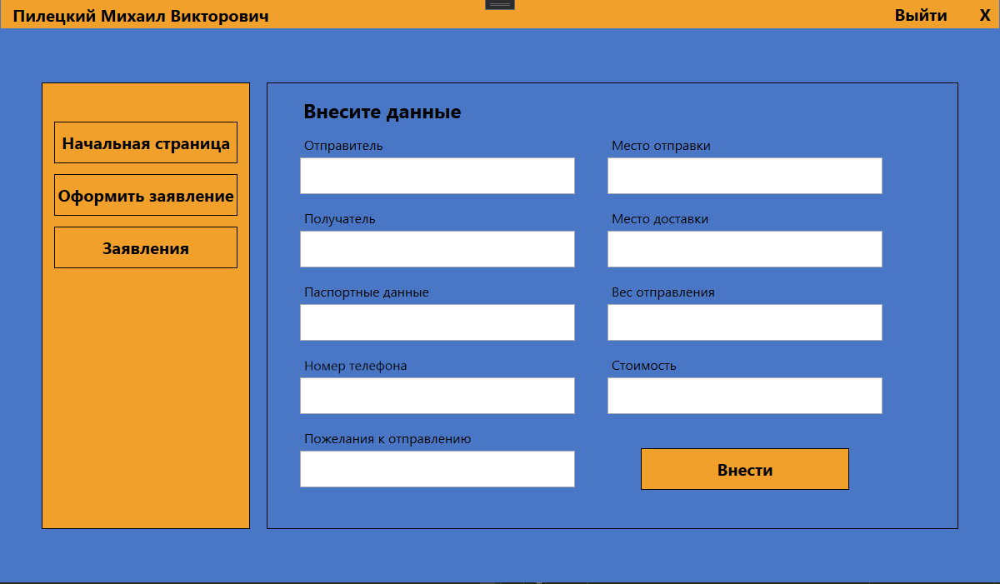 Пилецкий Михаил Викторович
Выйти
X
Начальная страница
Оформить заявление
Заявления
Внесите данные
Отправитель
Место отправки
Получатель
Место доставки
Паспортные данные
Вес отправления
Номер телефона
Стоимость
Пожелания к отправлению
Внести